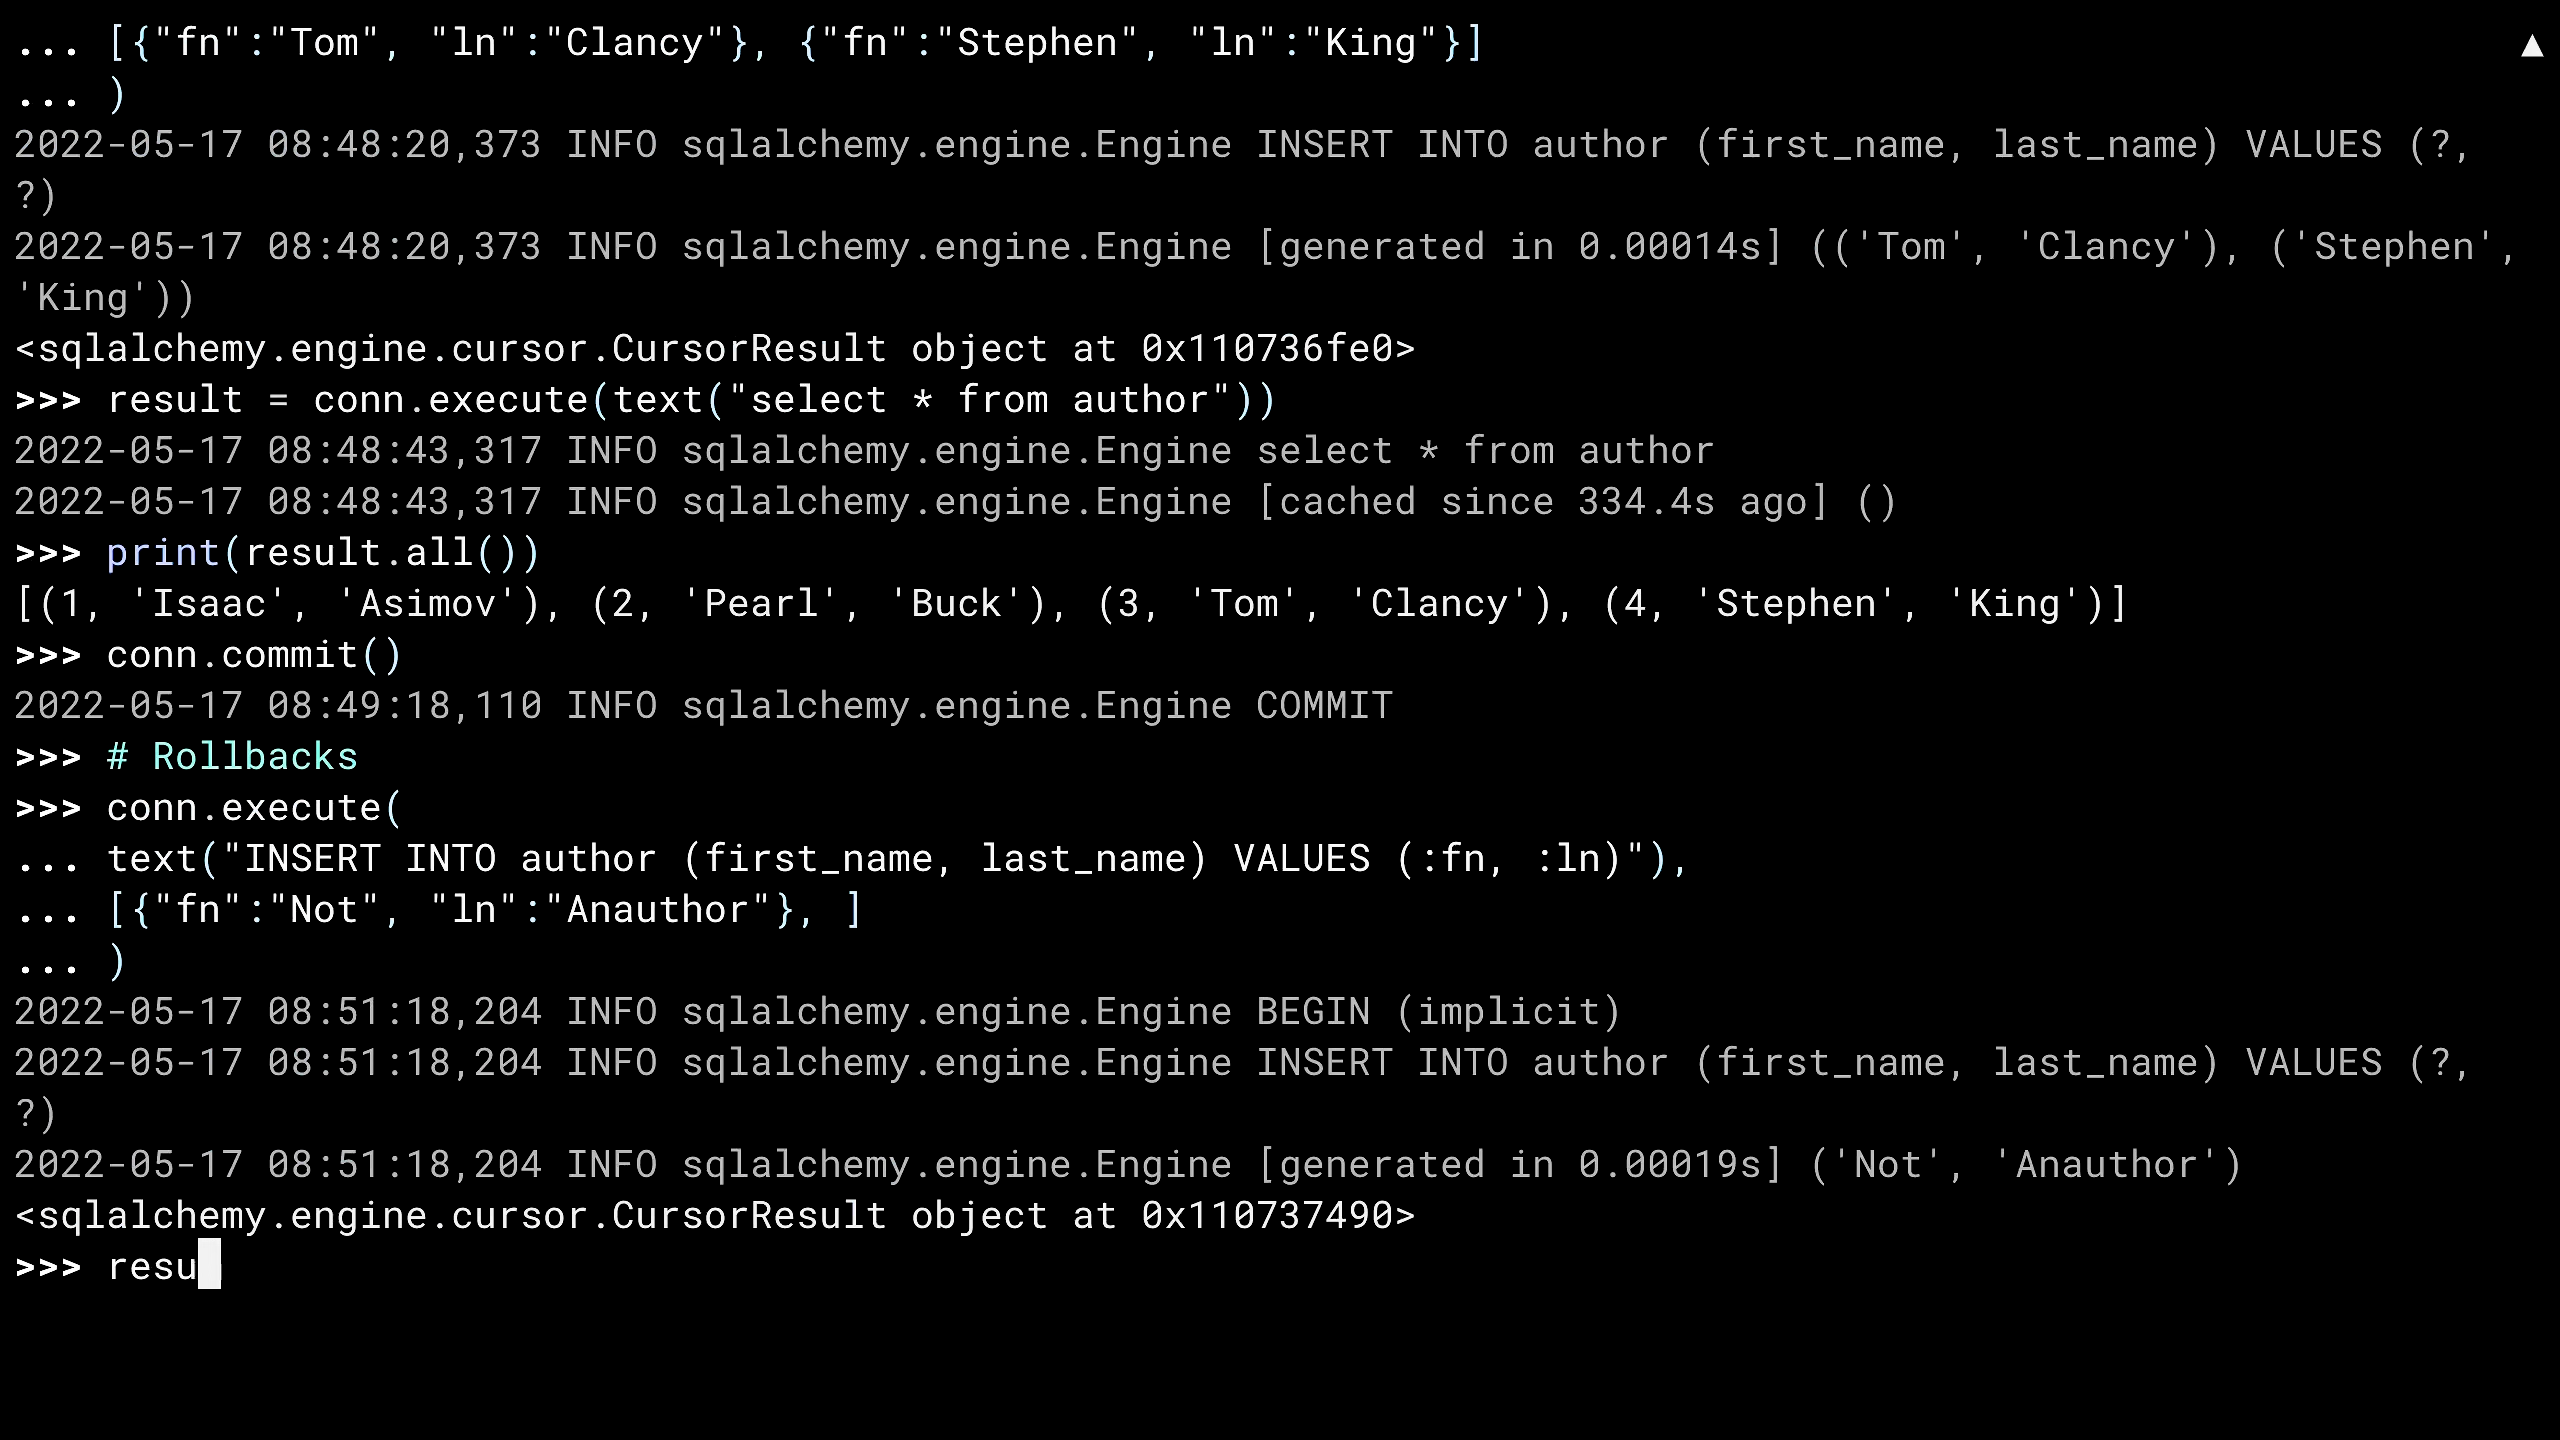 ... [{"fn":"Tom", "ln":"Clancy"}, {"fn":"Stephen", "ln":"King"}]
... )
2022-05-17 08:48:20,373 INFO sqlalchemy.engine.Engine INSERT INTO author (first_name, last_name) VALUES (?,
?)
2022-05-17 08:48:20,373 INFO sqlalchemy.engine.Engine [generated in 0.00014s] (('Tom', 'Clancy'), ('Stephen',
'King'))
<sqlalchemy.engine.cursor.CursorResult object at 0x110736fe0>
>>> result = conn.execute(text("select * from author"))
2022-05-17 08:48:43,317 INFO sqlalchemy.engine.Engine select * from author
2022-05-17 08:48:43,317 INFO sqlalchemy.engine.Engine [cached since 334.4s ago] ()
>>> print(result.all())
[(1, 'Isaac', 'Asimov'), (2, 'Pearl', 'Buck'), (3, 'Tom', 'Clancy'), (4, 'Stephen', 'King')]
>>> conn.commit()
2022-05-17 08:49:18,110 INFO sqlalchemy.engine.Engine COMMIT
>>> # Rollbacks
>>> conn.execute(
... text("INSERT INTO author (first_name, last_name) VALUES (:fn, :ln)"),
... [{"fn":"Not", "ln":"Anauthor"}, ]
... )
2022-05-17 08:51:18,204 INFO sqlalchemy.engine.Engine BEGIN (implicit)
2022-05-17 08:51:18,204 INFO sqlalchemy.engine.Engine INSERT INTO author (first_name, last_name) VALUES (?,
?)
2022-05-17 08:51:18,204 INFO sqlalchemy.engine.Engine [generated in 0.00019s] ('Not', 'Anauthor')
<sqlalchemy.engine.cursor.CursorResult object at 0x110737490>
>>> resu